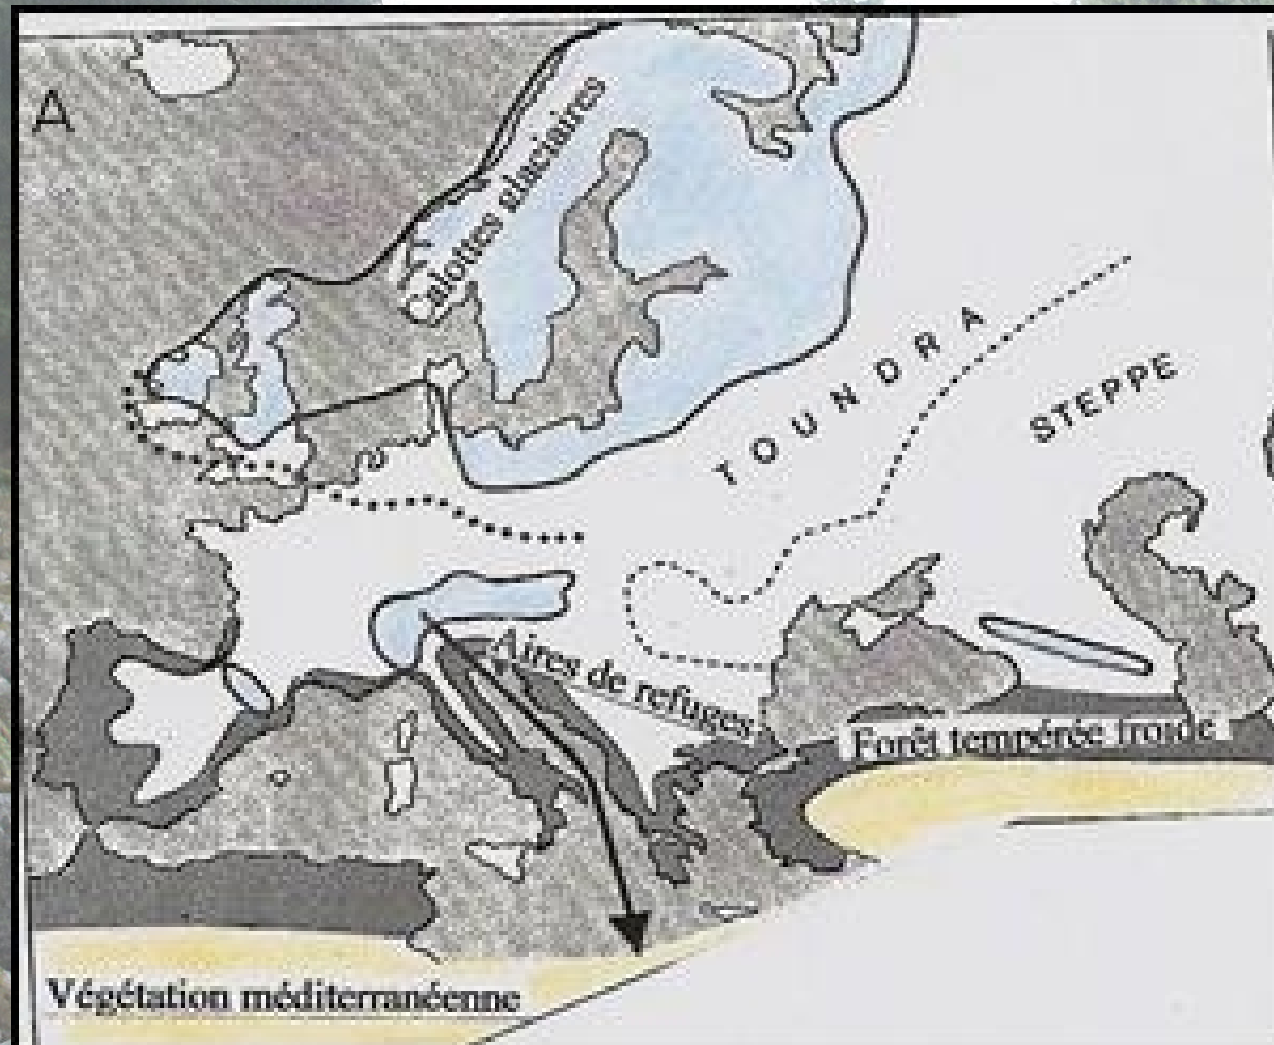 A
Calottes glaciaires
TOUNDRA
STEPPE
Aires de refuges
Forêt tempérée froide
Végétation méditerranéenne